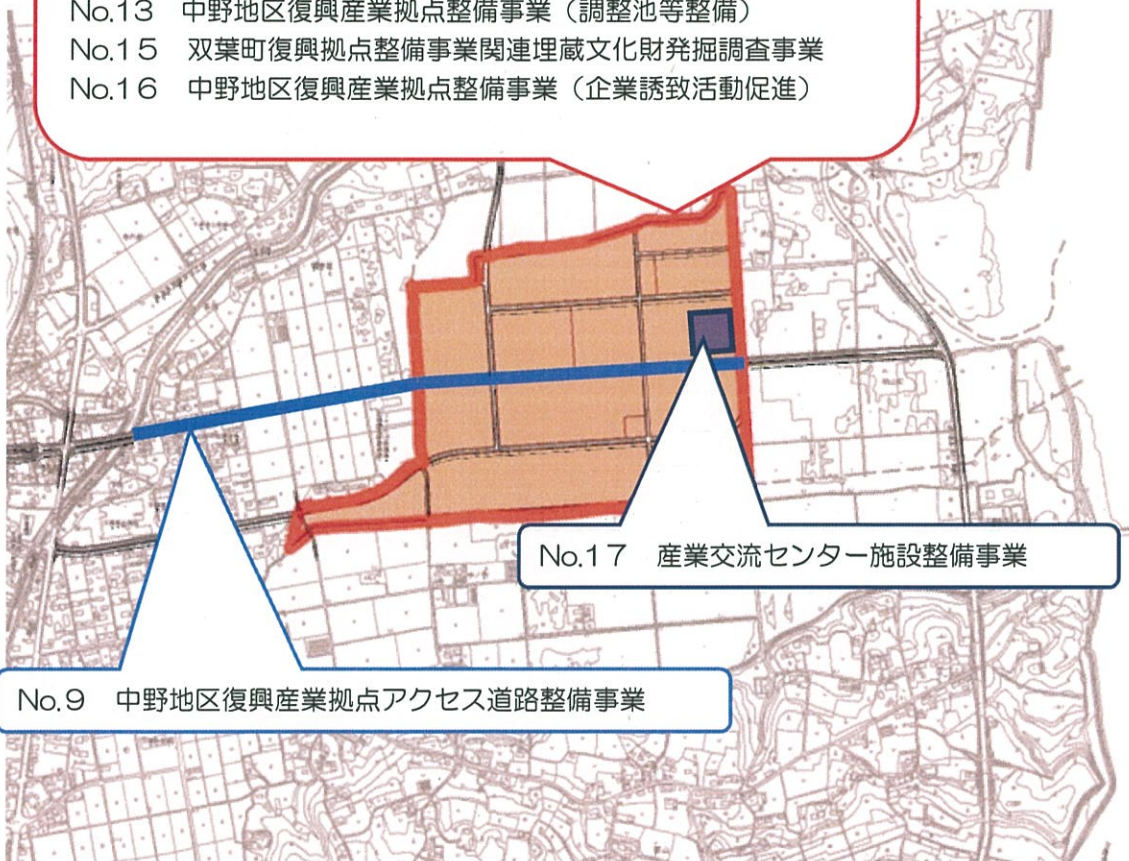 No.13 中野地区復興産業拠点整備事業（調整池等整備）
No.15 双葉町復興拠点整備事業関連埋蔵文化財発掘調査事業
No.16 中野地区復興産業拠点整備事業（企業誘致活動促進）
No.17 産業交流センター施設整備事業
No.9 中野地区復興産業拠点アクセス道路整備事業